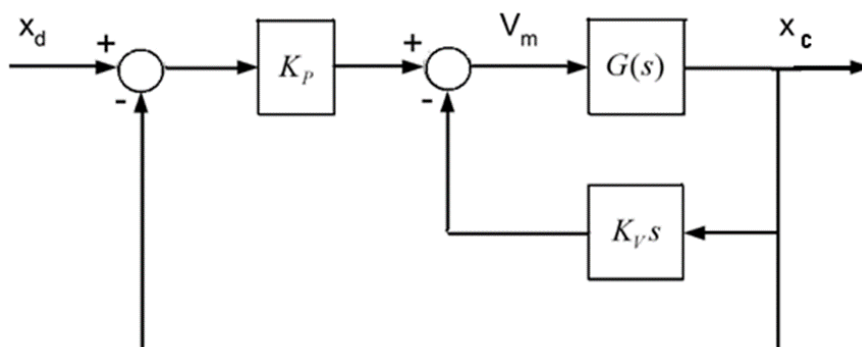 x_d
+
-
K_P
+
-
V_m
G(s)
x_c
K_V s